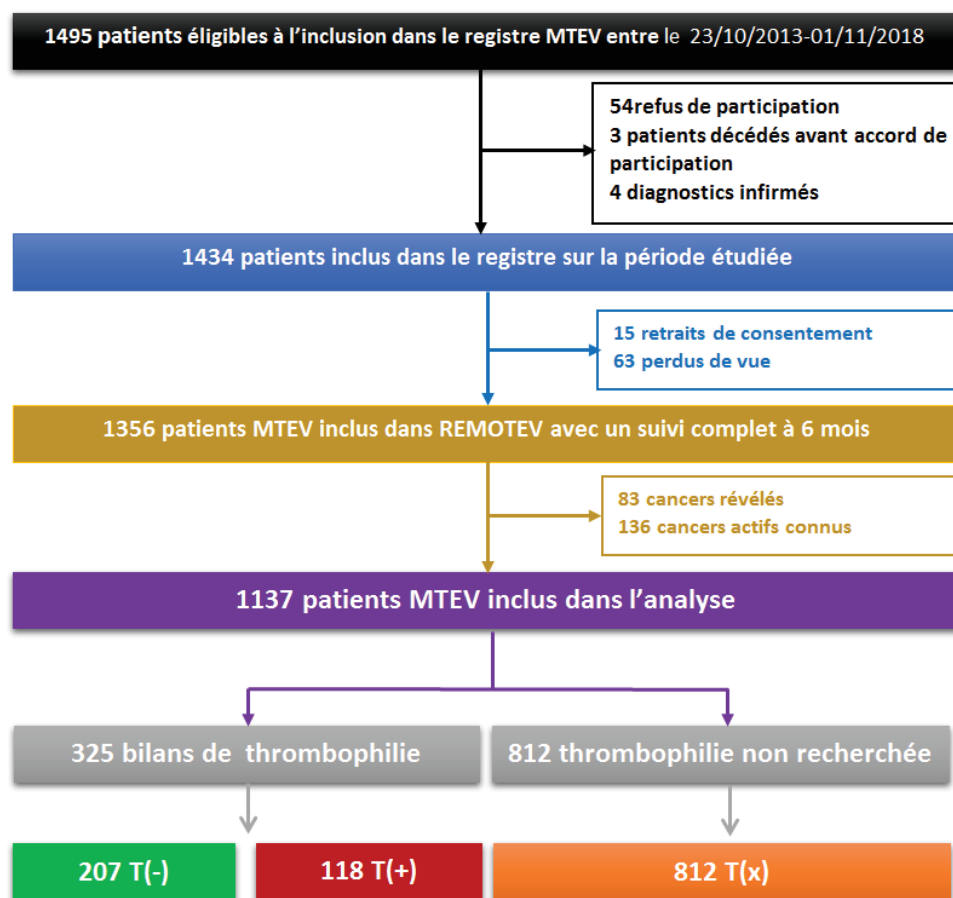 1495 patients éligibles à l'inclusion dans le registre MTEV entre le 23/10/2013-01/11/2018
54refus de participation
3 patients décédés avant accord de
participation
4 diagnostics infirmés
1434 patients inclus dans le registre sur la période étudiée
15 retraits de consentement
63 perdus de vue
1356 patients MTEV inclus dans REMOTEV avec un suivi complet à 6 mois
83 cancers révélés
136 cancers actifs connus
1137 patients MTEV inclus dans l'analyse
325 bilans de thrombophilie
812 thrombophilie non recherchée
207 T(-)
118 T(+)
812 T(x)